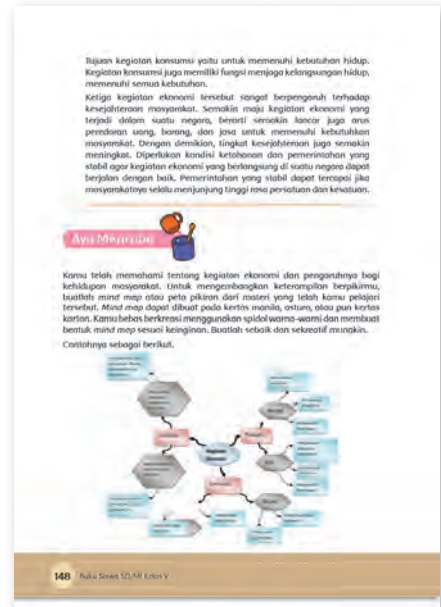 Tujuan kegiatan konsumsi yaitu untuk memenuhi kebutuhan hidup.
Kegiatan konsumsi juga memiliki fungsi menjaga kelangsungan hidup,
memenuhi semua kebutuhan.
Ketiga kegiatan ekonomi tersebut sangat berpengaruh terhadap
kesejahteraan masyarakat. Semakin maju kegiatan ekonomi yang
terjadi dalam suatu negara, berarti semakin lancar juga arus
peredaran uang, barang, dan jasa untuk memenuhi kebutuhkan
masyarakat. Dengan demikian, tingkat kesejahteraan juga semakin
meningkat. Diperlukan kondisi ketahanan dan pemerintahan yang
stabil agar kegiatan ekonomi yang berlangsung di suatu negara dapat
berjalan dengan baik. Pemerintahan yang stabil dapat tercapai jika
masyarakatnya selalu menjunjung tinggi rasa persatuan dan kesatuan.
Ayo Mencoba
Kamu telah memahami tentang kegiatan ekonomi dan pengaruhnya bagi
kehidupan masyarakat. Untuk mengembangkan keterampilan berpikirmu,
buatlah mind map atau peta pikiran dari materi yang telah kamu pelajari
tersebut. Mind map dapat dibuat pada kertas manila, asturo, atau pun kertas
karton. Kamu bebas berkreasi menggunakan spidol warna-warni dan membuat
bentuk mind map sesuai keinginan. Buatlah sebaik dan sekreatif mungkin.
Contohnya sebagai berikut.
148 Buku Siswa SD/MI Kelas V